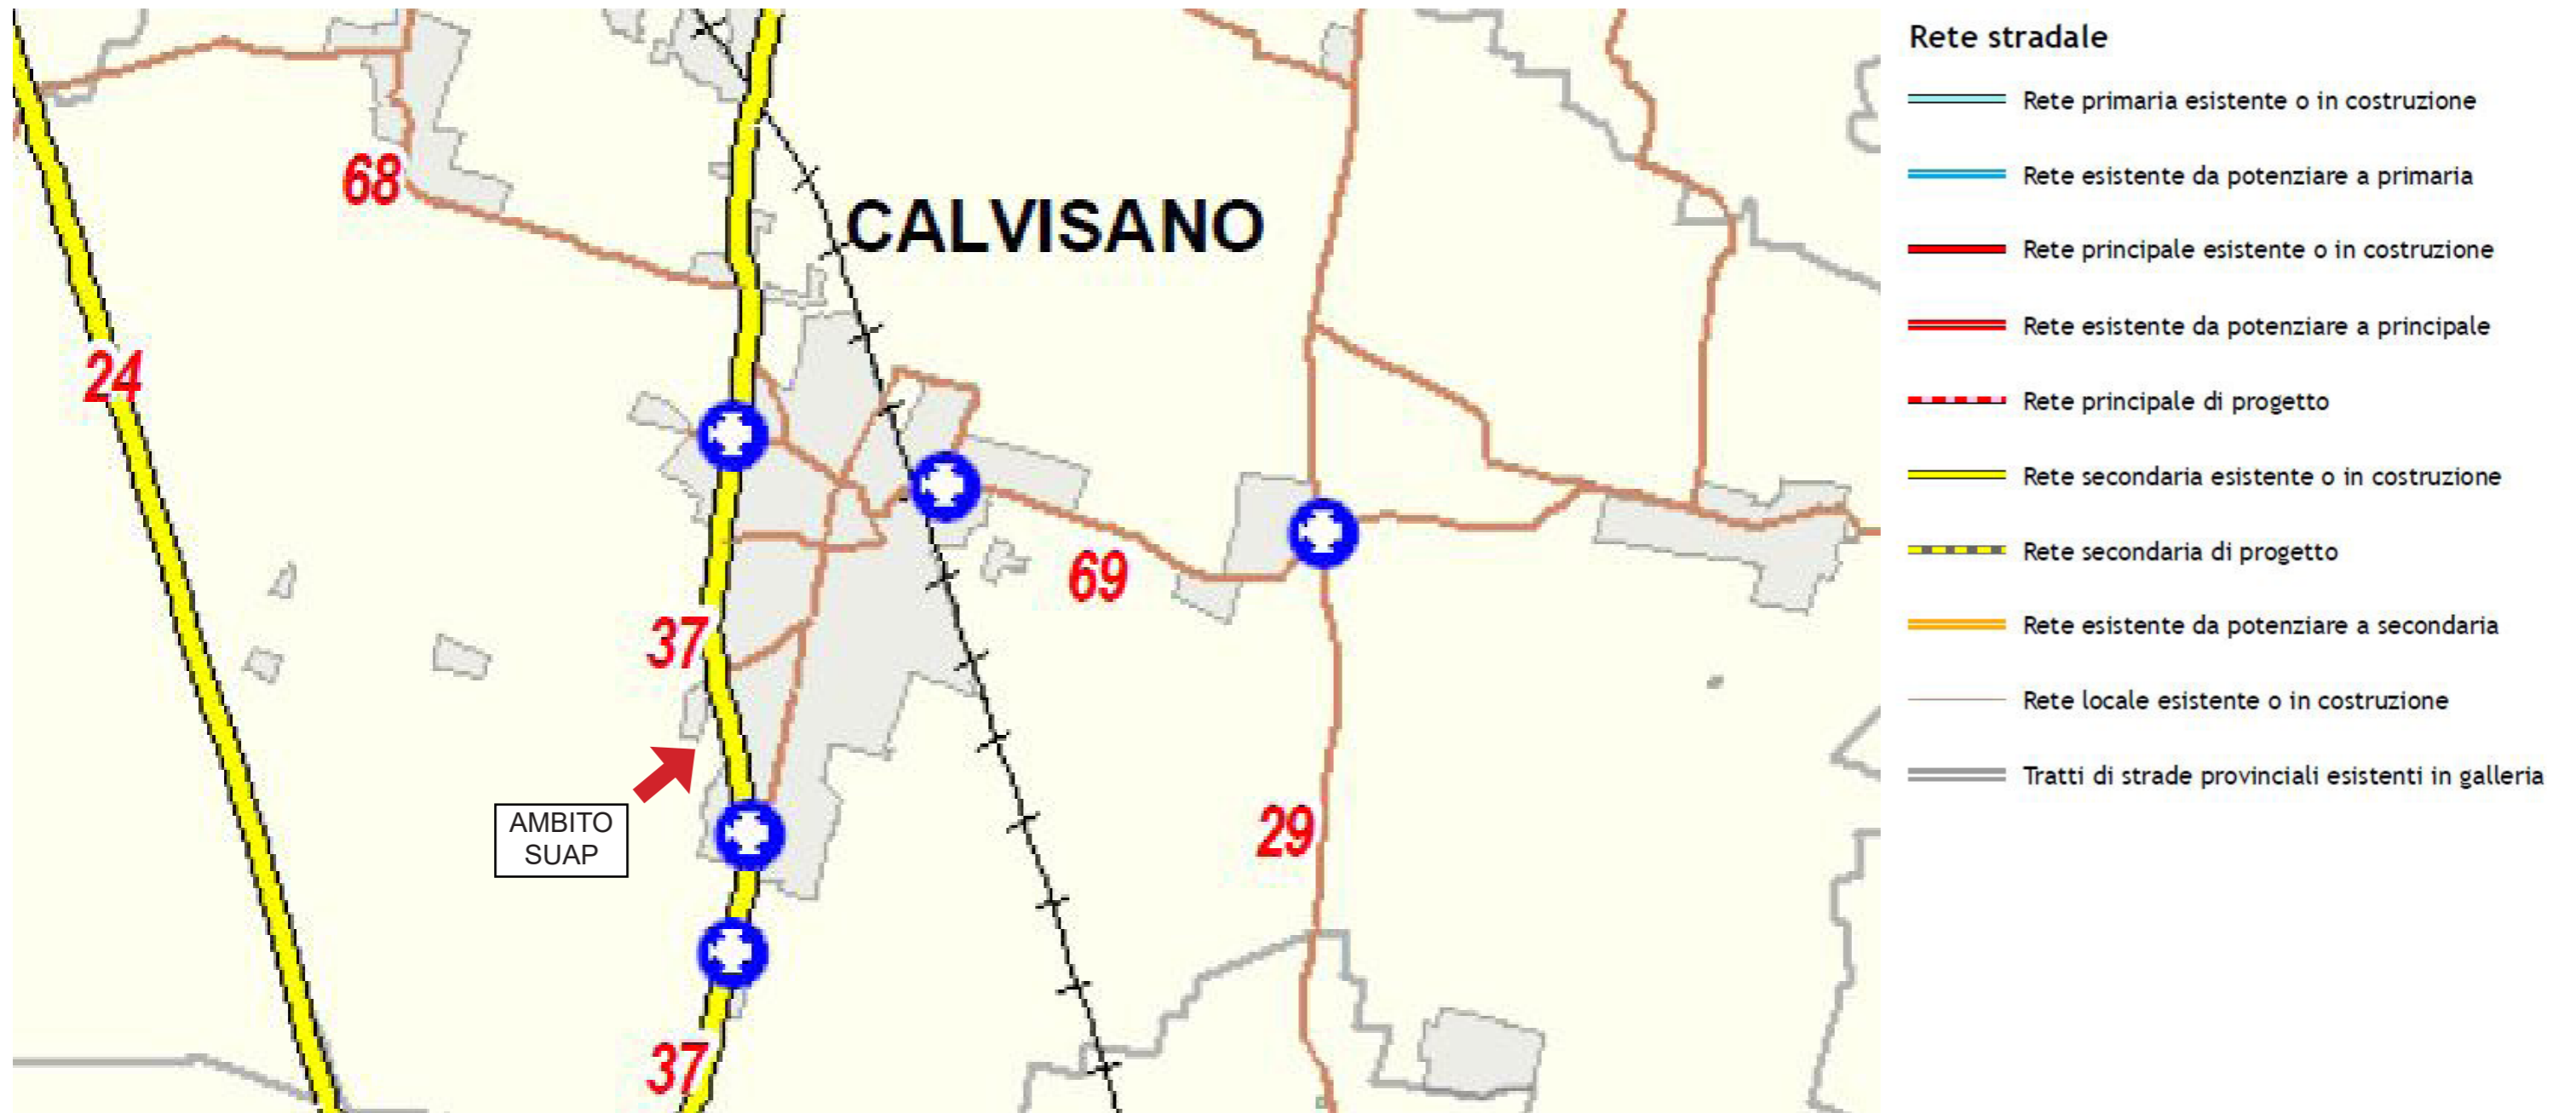 68
CALVISANO
24
69
37
AMBITO
SUAP
29
37
Rete stradale
Rete primaria esistente o in costruzione
Rete esistente da potenziare a primaria
Rete principale esistente o in costruzione
Rete esistente da potenziare a principale
Rete principale di progetto
Rete secondaria esistente o in costruzione
Rete secondaria di progetto
Rete esistente da potenziare a secondaria
Rete locale esistente o in costruzione
Tratti di strade provinciali esistenti in galleria